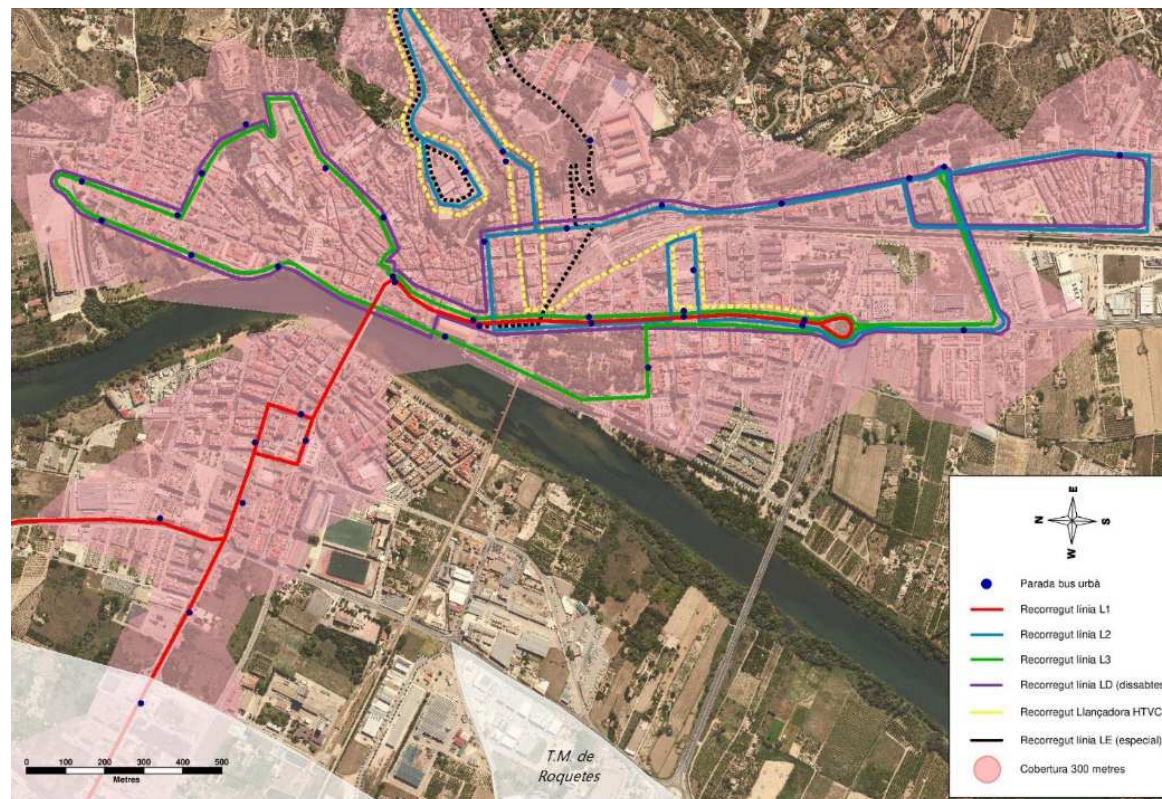 E
N
S
W
Parada bus urbà
Recorregut línia L1
Recorregut línia L2
Recorregut línia L3
Recorregut línia LD (dissabtes
Recorregut Llançadora HTVC
Recorregut línia LE (especial)
Cobertura 300 metres
T.M. de
Roquetes
0 100 200 300 400 500
Metres